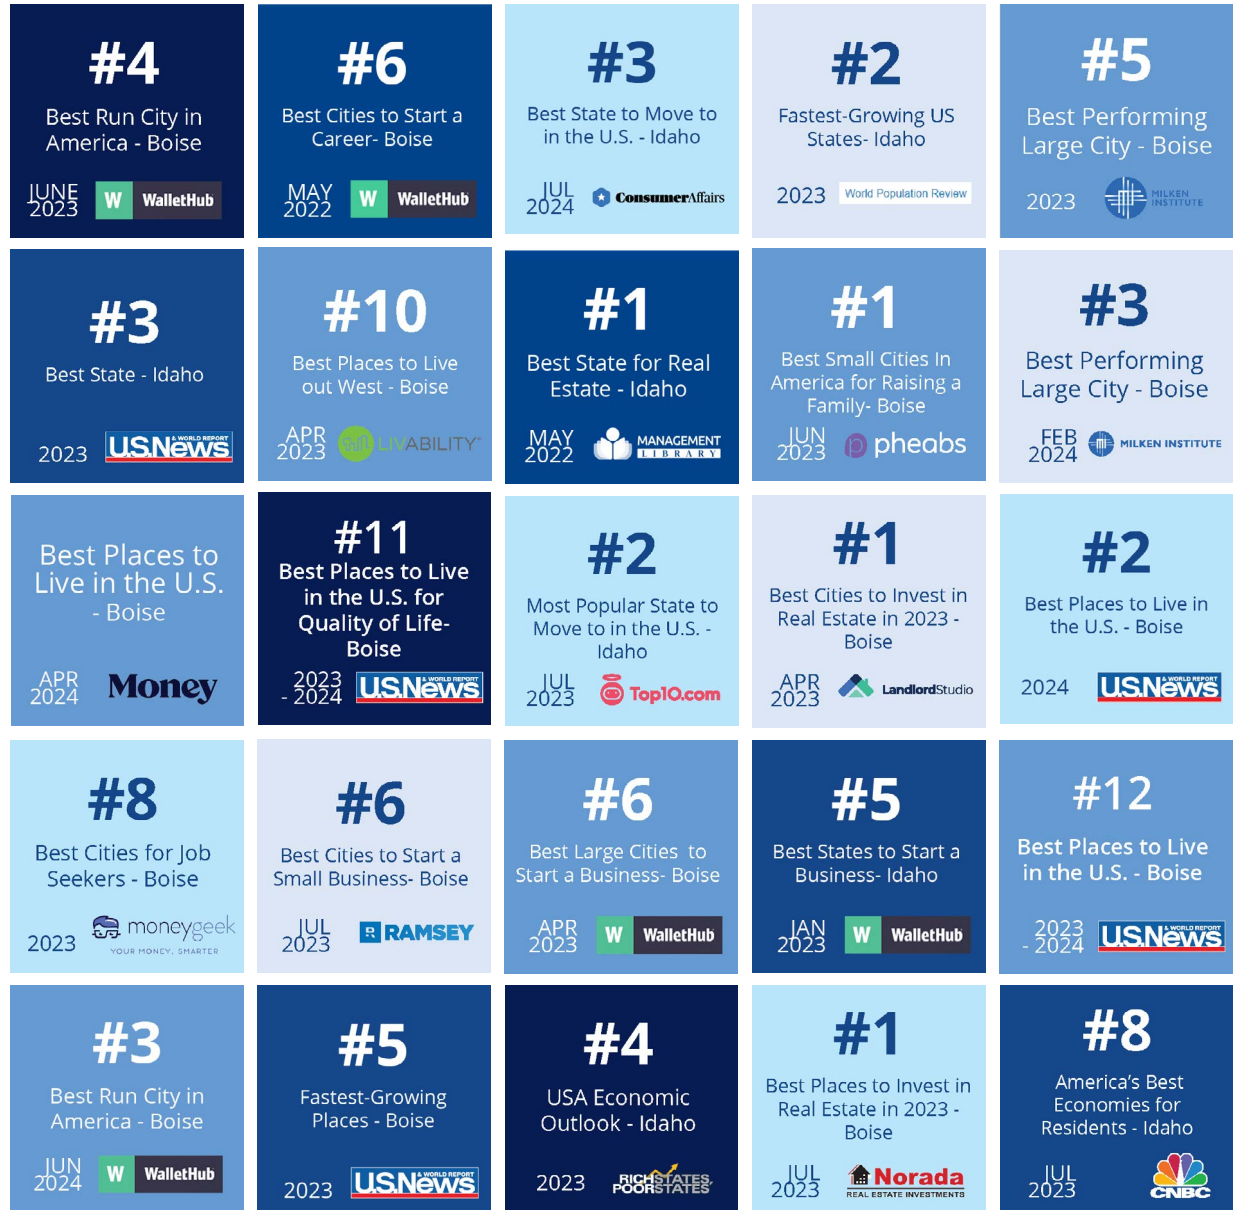 #4
Best Run City in
America - Boise
JUNE
2023
W WalletHub
#6
Best Cities to Start a
Career- Boise
MAY
2022
W WalletHub
#3
Best State to Move to
in the U.S. - Idaho
JUL
2024
ConsumerAffairs
#2
Fastest-Growing US
States- Idaho
2023
World Population Review
#5
Best Performing
Large City - Boise
2023
MILKEN
INSTITUTE
#3
Best State - Idaho
2023
U.S.News
& WORLD REPORT
#10
Best Places to Live
out West - Boise
APR
2023
LIVABILITY
#1
Best State for Real
Estate - Idaho
MAY
2022
MANAGEMENT
LIBRARY
#1
Best Small Cities In
America for Raising a
Family- Boise
JUN
2023
pheabs
#3
Best Performing
Large City - Boise
FEB
2024
MILKEN INSTITUTE
Best Places to
Live in the U.S.
- Boise
APR
2024
Money
#11
Best Places to Live
in the U.S. for
Quality of Life-
Boise
2023
- 2024
U.S.News
& WORLD REPORT
#2
Most Popular State to
Move to in the U.S. -
Idaho
JUL
2023
Top10.com
#1
Best Cities to Invest in
Real Estate in 2023 -
Boise
APR
2023
LandlordStudio
#2
Best Places to Live in
the U.S. - Boise
2024
U.S.News
& WORLD REPORT
#8
Best Cities for Job
Seekers - Boise
2023
moneygeek
YOUR MONEY, SMARTER
#6
Best Cities to Start a
Small Business- Boise
JUL
2023
R RAMSEY
#6
Best Large Cities to
Start a Business- Boise
APR
2023
W WalletHub
#5
Best States to Start a
Business- Idaho
JAN
2023
W WalletHub
#12
Best Places to Live
in the U.S. - Boise
2023
- 2024
U.S.News
& WORLD REPORT
#3
Best Run City in
America - Boise
JUN
2024
W WalletHub
#5
Fastest-Growing
Places - Boise
2023
U.S.News
& WORLD REPORT
#4
USA Economic
Outlook - Idaho
2023
RICH STATES,
POOR STATES
#1
Best Places to Invest in
Real Estate in 2023 -
Boise
JUL
2023
Norada
REAL ESTATE INVESTMENTS
#8
America's Best
Economies for
Residents - Idaho
JUL
2023
CNBC